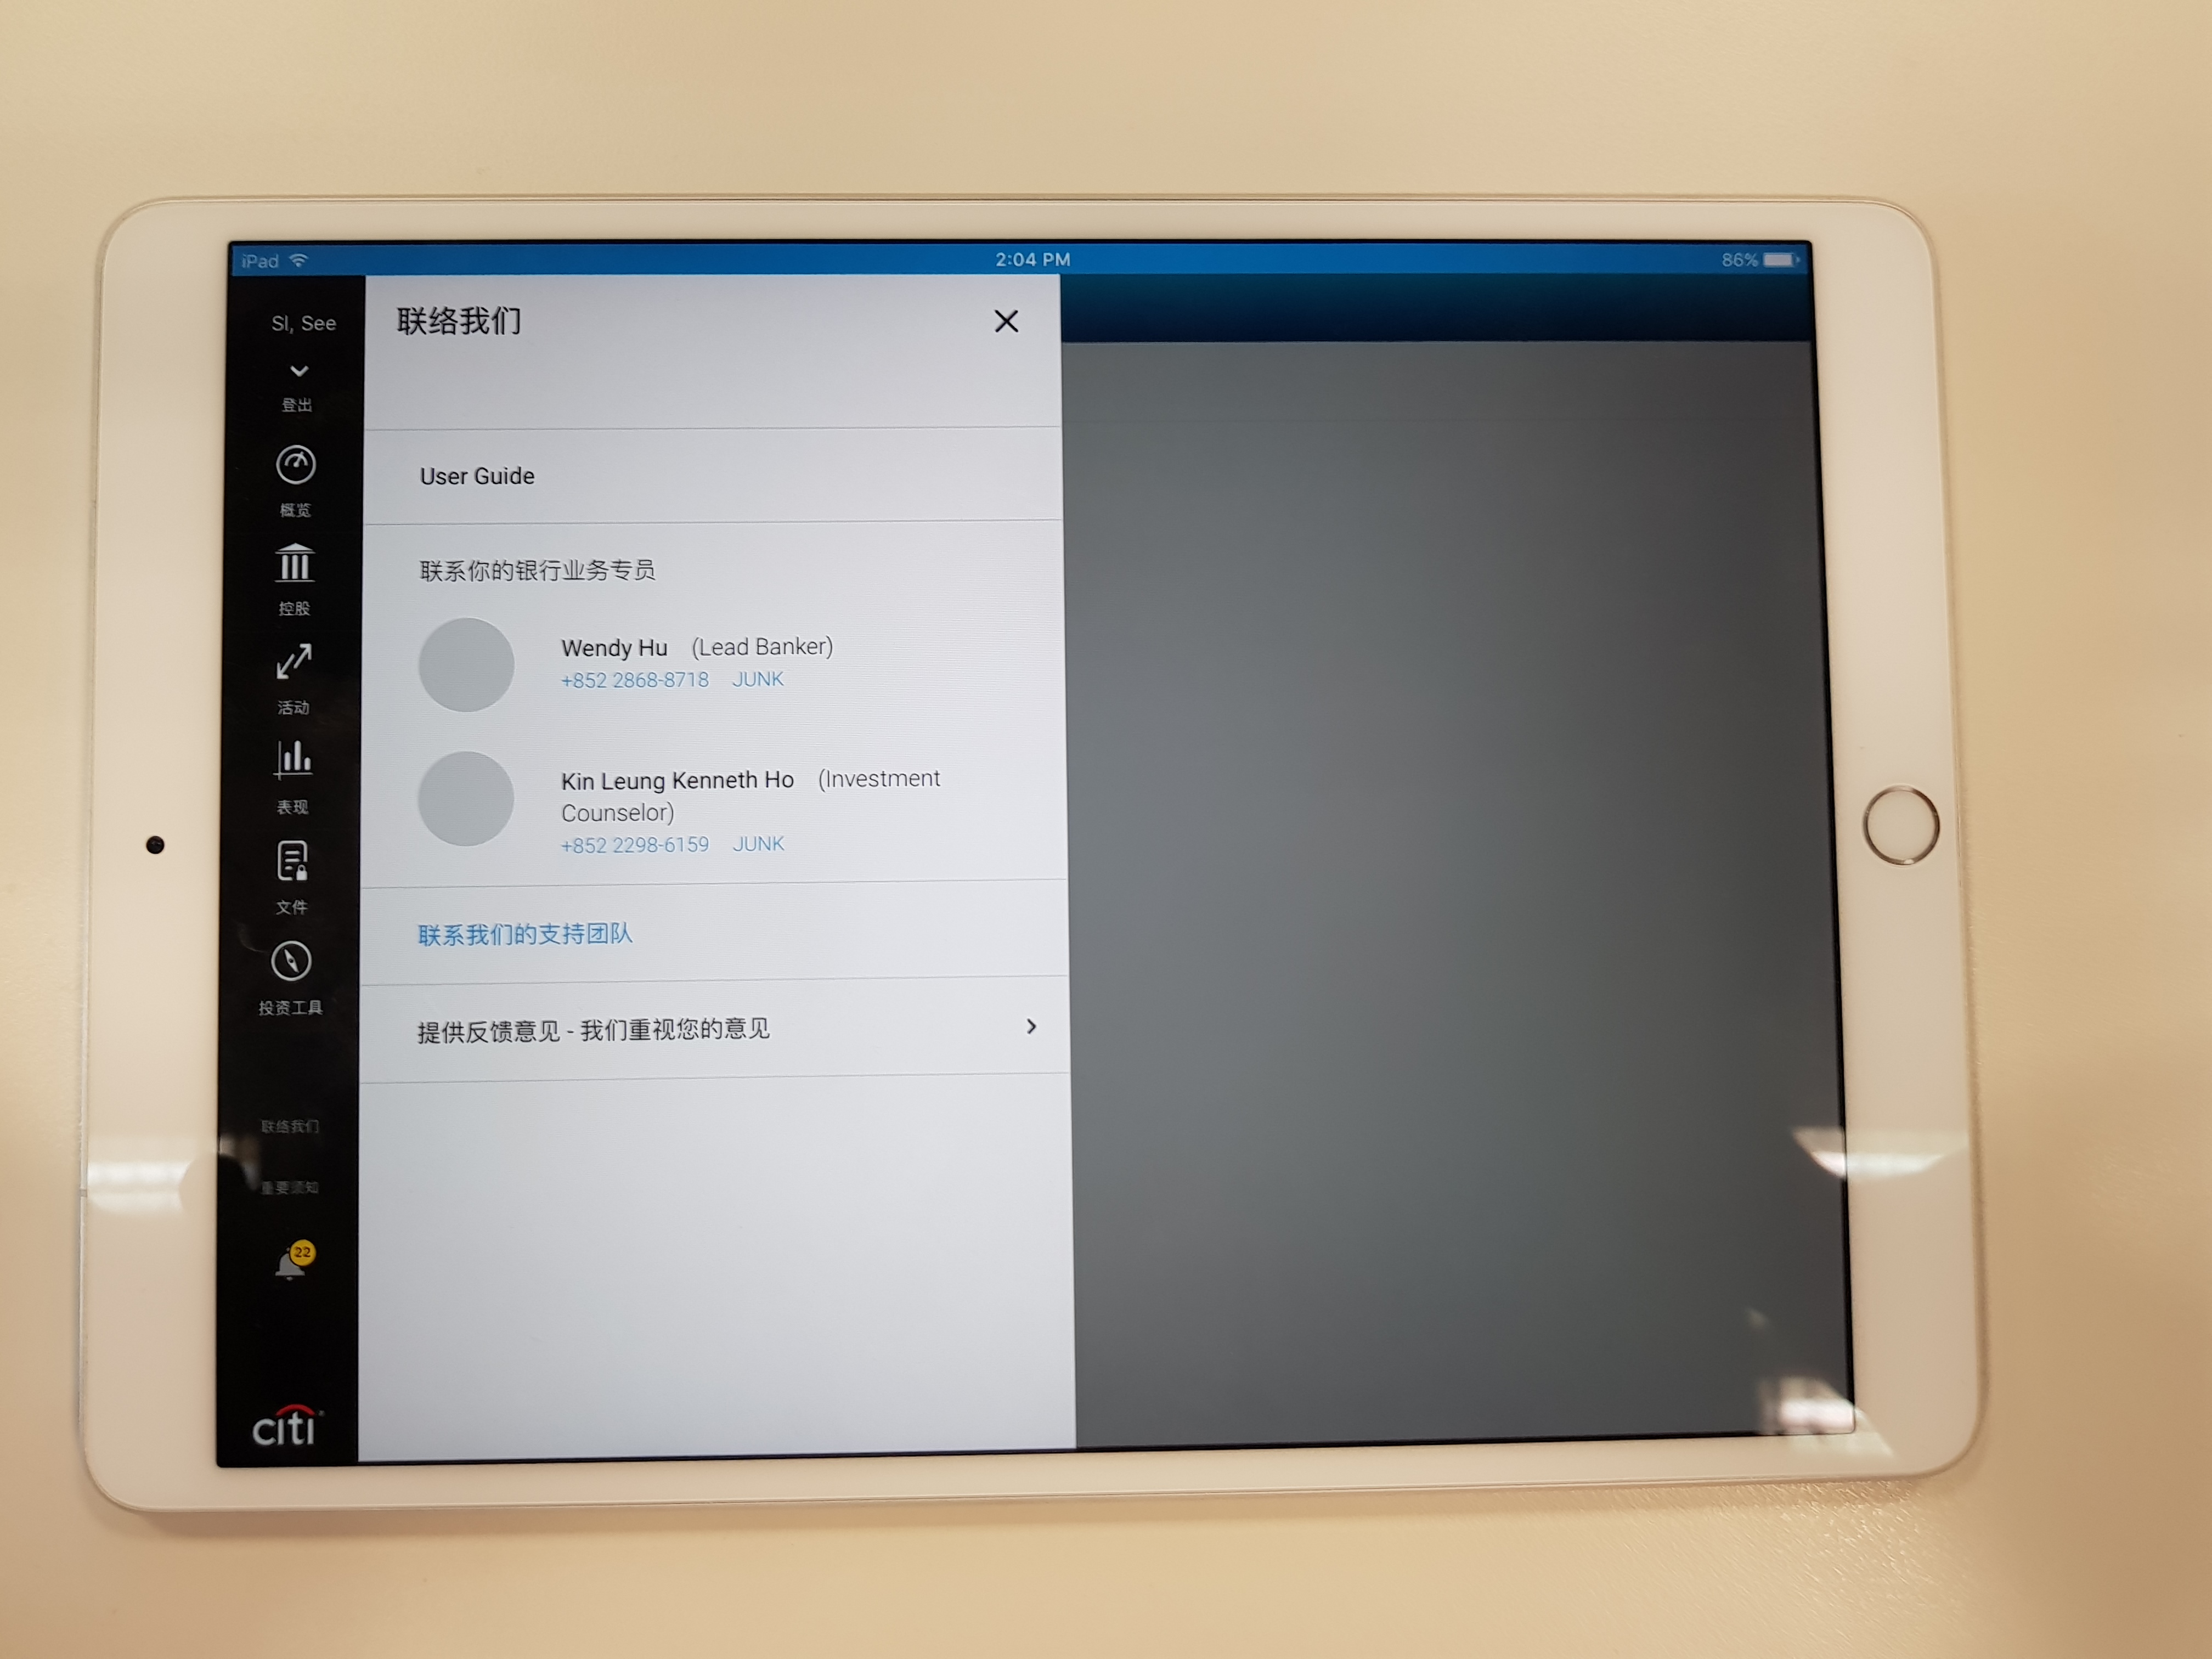 iPad
2:04 PM
86%
SI, See
登出
概览
控股
活动
表现
文件
投资工具
联络我们
重要须知
22
citi
联络我们
User Guide
联系你的银行业务专员
Wendy Hu (Lead Banker)
+852 2868-8718 JUNK
Kin Leung Kenneth Ho (Investment
Counselor)
+852 2298-6159 JUNK
联系我们的支持团队
提供反馈意见 - 我们重视您的意见